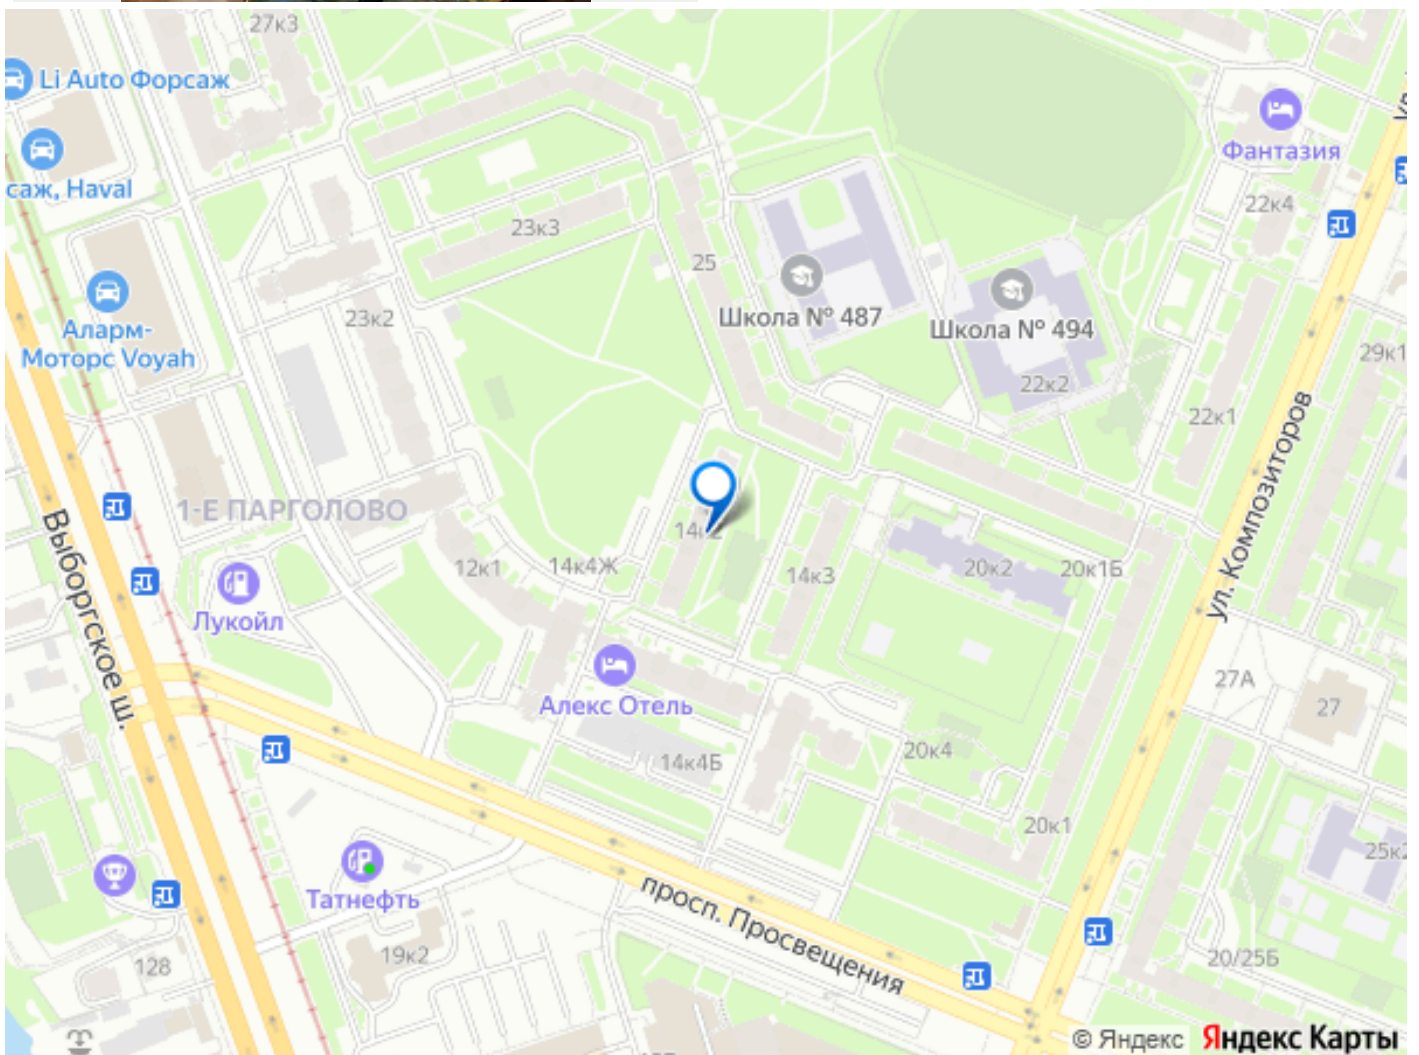 27к3
Li Auto Форсаж
саж, Haval
Фантазия
22к4
23к3
25
Школа № 487
Школа № 494
Аларм-
Моторс Voyah
23к2
29к1
22к2
22к1
ул. Композиторов
1-Е ПАРГОЛОВО
Выборгское ш.
14к2
12к1
14к4Ж
14к3
20к2
20к1Б
Лукойл
27А
27
Алекс Отель
14к4Б
20к4
20к1
25к2
Татнефть
просп. Просвещения
128
19к2
20/25Б
© Яндекс Яндекс Карты